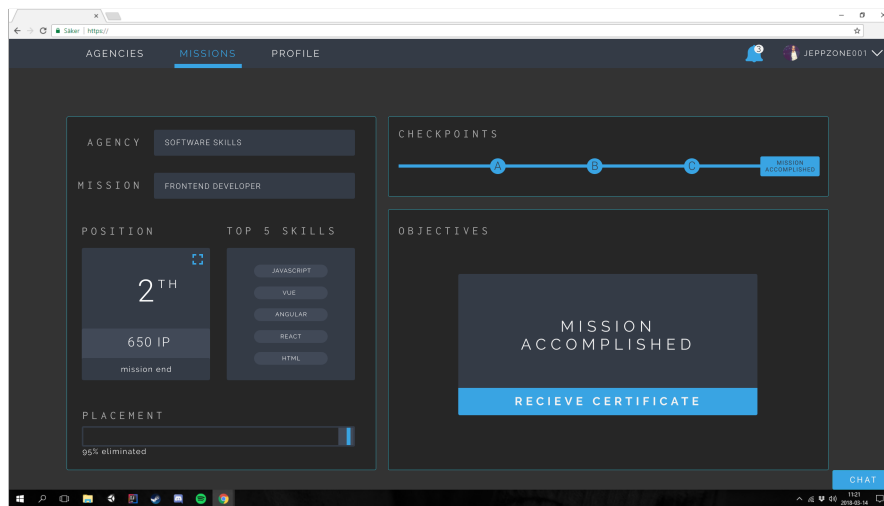 Säker | https://
AGENCIES MISSIONS PROFILE
3
JEPPZONE001
AGENCY SOFTWARE SKILLS
MISSION FRONTEND DEVELOPER
POSITION
2TH
650 IP
mission end
TOP 5 SKILLS
JAVASCRIPT
VUE
ANGULAR
REACT
HTML
PLACEMENT
95% eliminated
CHECKPOINTS
A B C
MISSION
ACCOMPLISHED
OBJECTIVES
MISSION
ACCOMPLISHED
RECIEVE CERTIFICATE
CHAT
11:21
2018-03-14